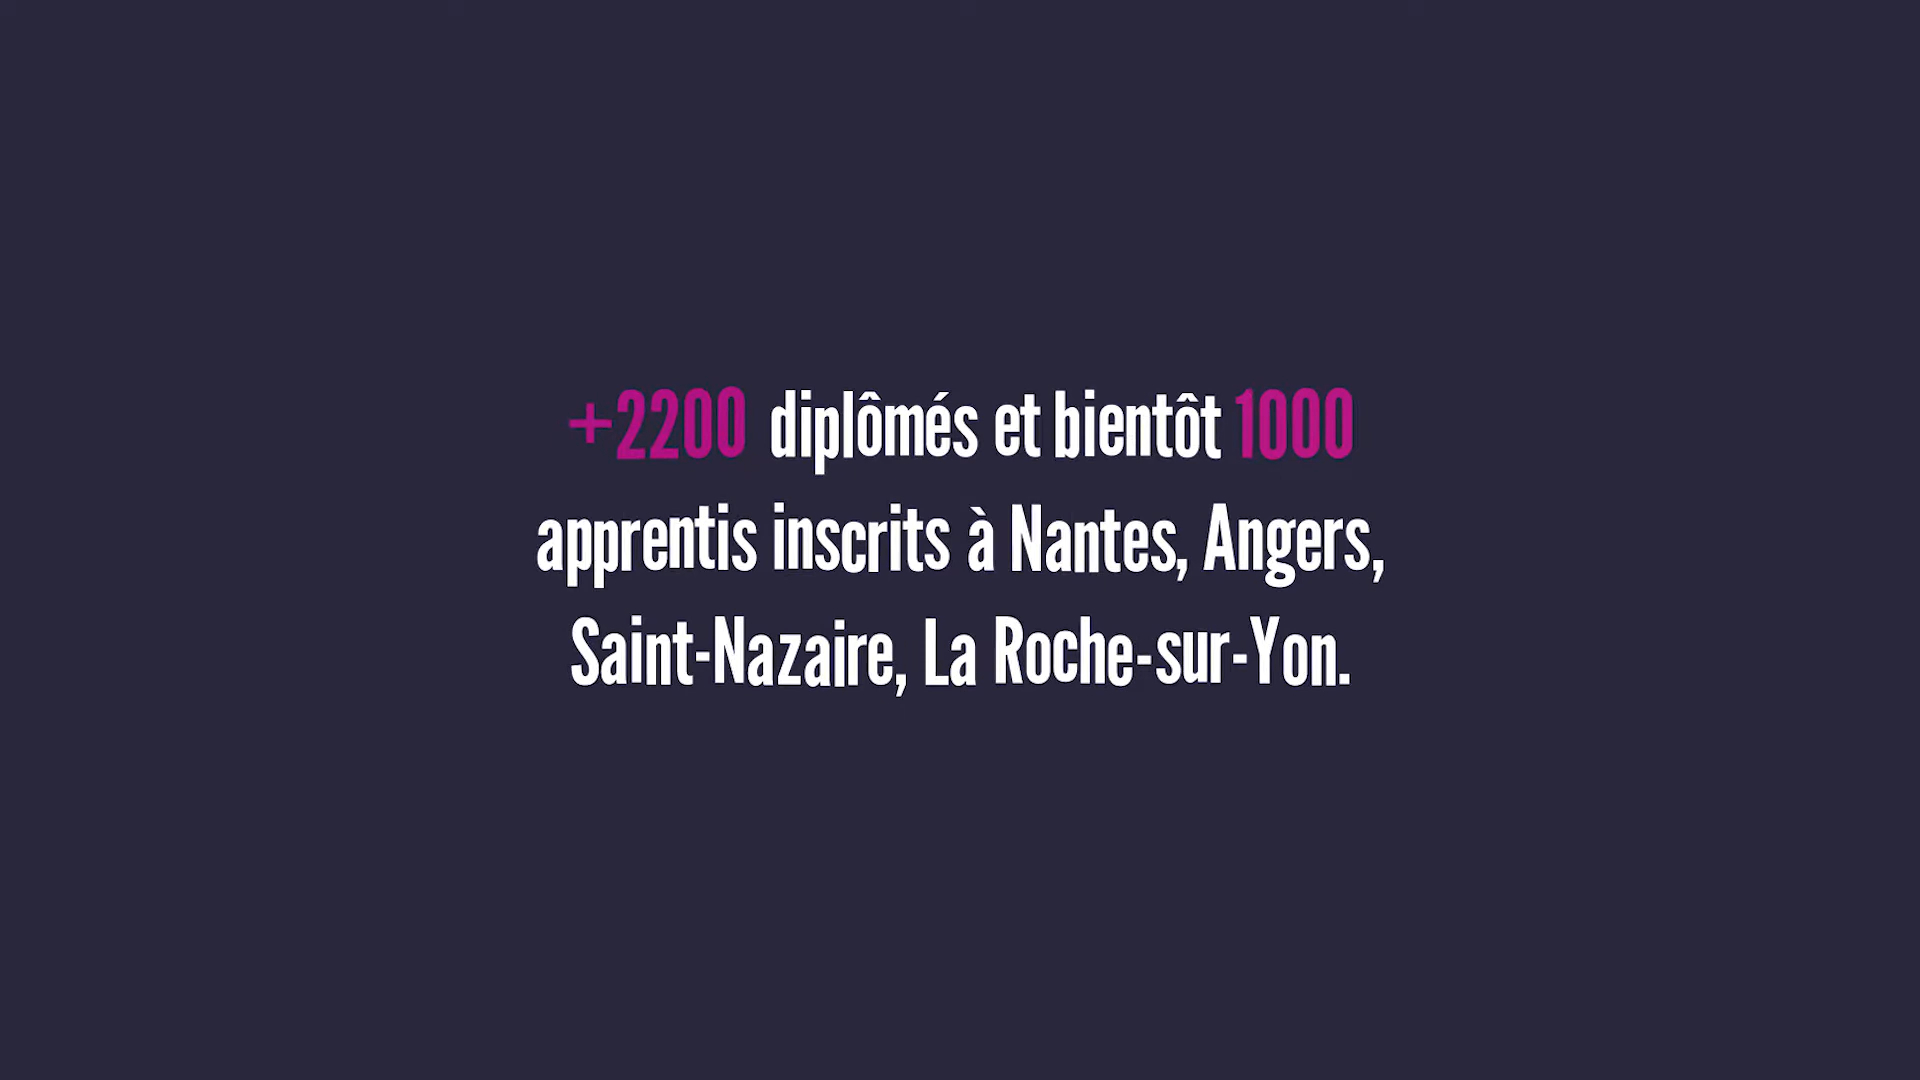 +2200 diplômés et bientôt 1000
apprentis inscrits à Nantes, Angers,
Saint-Nazaire, La Roche-sur-Yon.